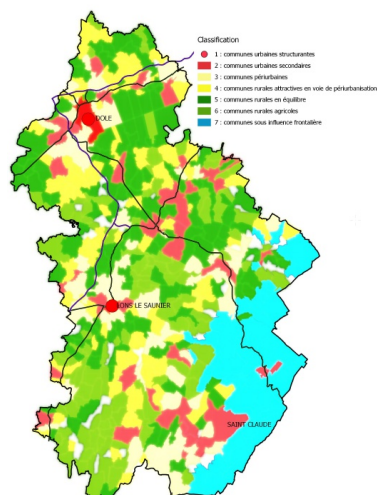 Classification
1 : communes urbaines structurantes
2 : communes urbaines secondaires
3 : communes périurbaines
4 : communes rurales attractives en voie de périurbanisation
5 : communes rurales en équilibre
6 : communes rurales agricoles
7 : communes sous influence frontalière
DOLE
LONS LE SAUNIER
SAINT CLAUDE